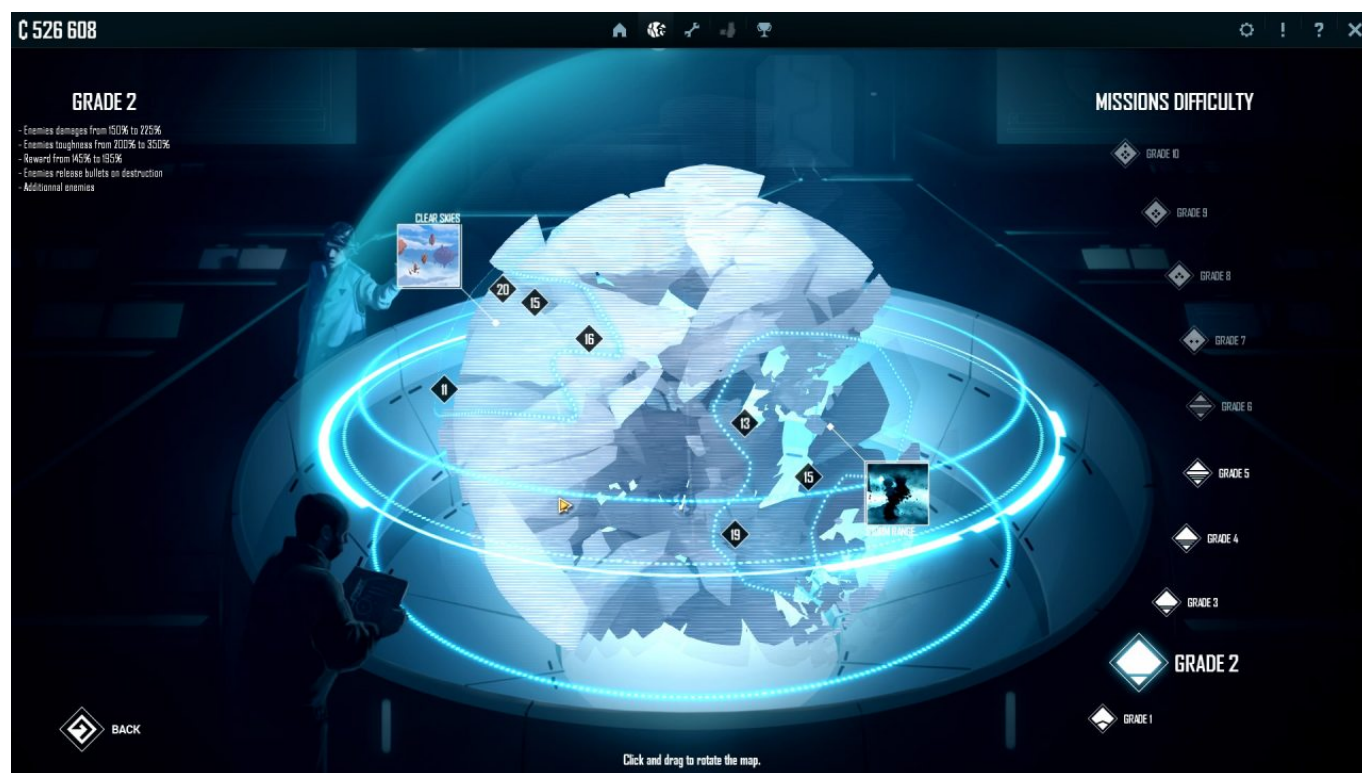 ₵ 526 608
GRADE 2
- Enemies damages from 150% to 225%
- Enemies toughness from 200% to 350%
- Reward from 145% to 195%
- Enemies release bullets on destruction
- Additionnal enemies
MISSIONS DIFFICULTY
GRADE 10
GRADE 9
GRADE 8
GRADE 7
GRADE 6
GRADE 5
GRADE 4
GRADE 3
GRADE 2
GRADE 1
CLEAR SKIES
20
15
16
11
13
15
19
RANGE
BACK
Click and drag to rotate the map.